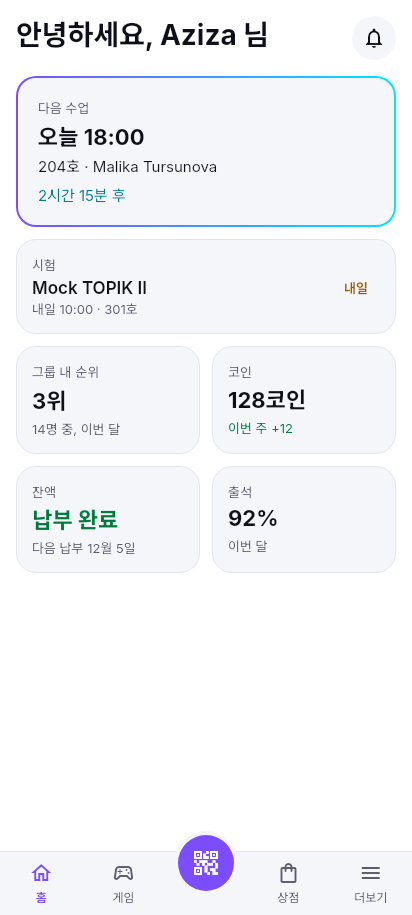 안녕하세요, Aziza 님
다음 수업
오늘 18:00
204호 · Malika Tursunova
2시간 15분 후
시험
Mock TOPIK II
내일 10:00 · 301호
내일
그룹 내 순위
3위
14명 중, 이번 달
코인
128코인
이번 주 +12
잔액
납부 완료
다음 납부 12월 5일
출석
92%
이번 달
홈
게임
상점
더보기